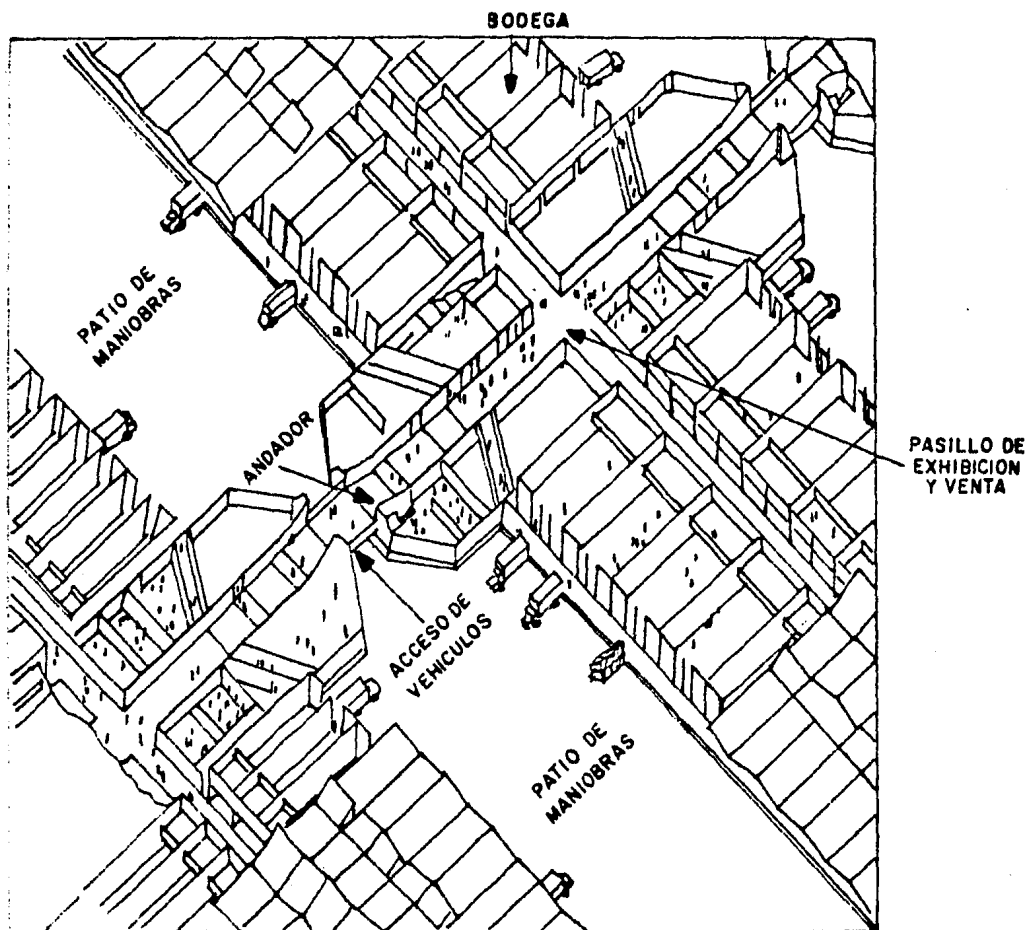 BODEGA
PATIO DE
MANIOBRAS
ANDADOR
PASILLO DE
EXHIBICION
Y VENTA
ACCESO DE
VEHICULOS
PATIO DE
MANIOBRAS